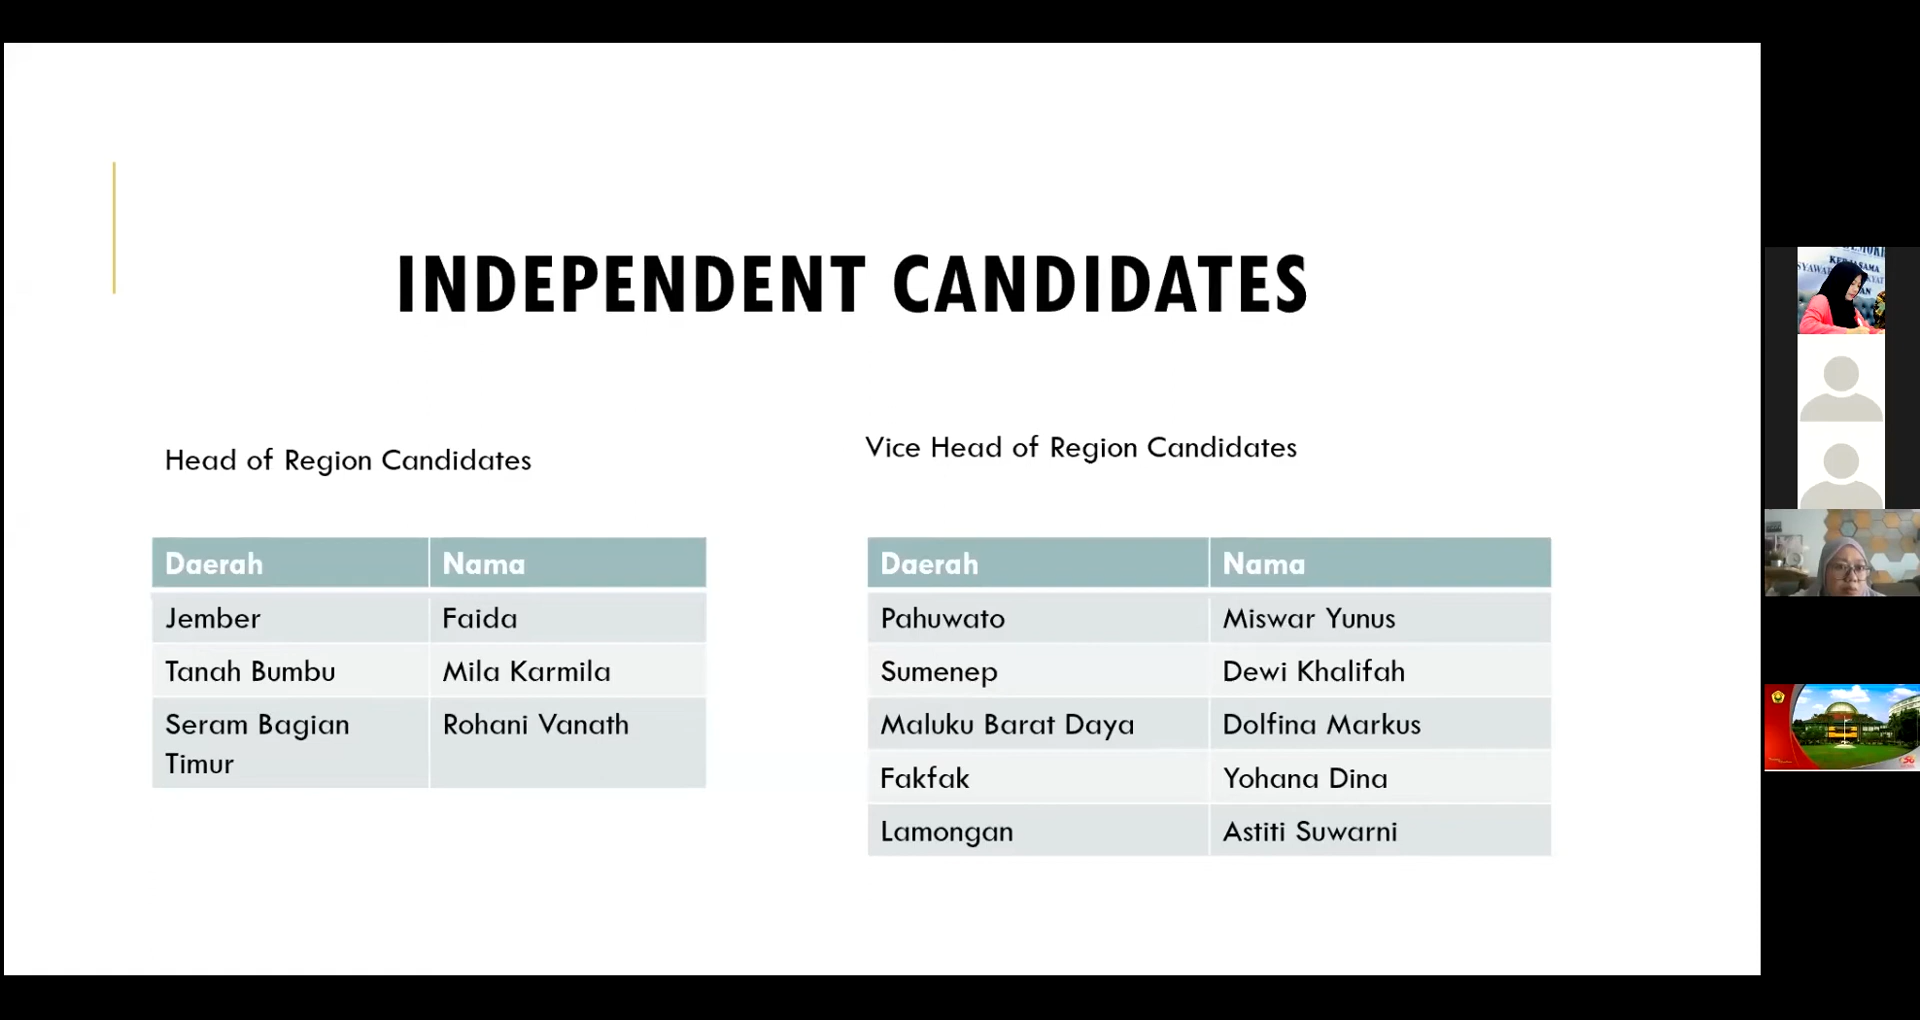 INDEPENDENT CANDIDATES
Head of Region Candidates
Daerah Nama
Jember Faida
Tanah Bumbu Mila Karmila
Seram Bagian Rohani Vanath
Timur
Vice Head of Region Candidates
Daerah Nama
Pahuwato Miswar Yunus
Sumenep Dewi Khalifah
Maluku Barat Daya Dolfina Markus
Fakfak Yohana Dina
Lamongan Astiti Suwarni
KERJASAMA